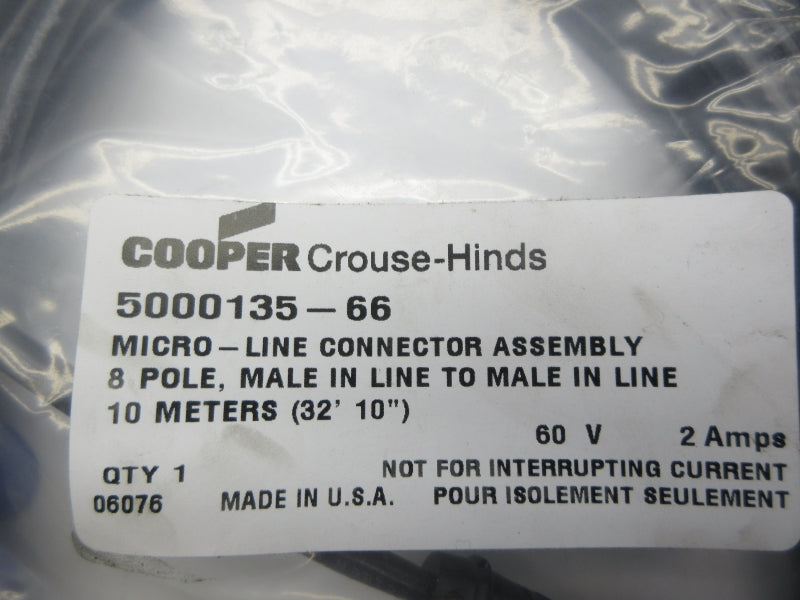 COOPER Crouse-Hinds
5000135-66
MICRO-LINE CONNECTOR ASSEMBLY
8 POLE, MALE IN LINE TO MALE IN LINE
10 METERS (32' 10")
60 V 2 Amps
QTY 1 NOT FOR INTERRUPTING CURRENT
06076 MADE IN U.S.A. POUR ISOLEMENT SEULEMENT